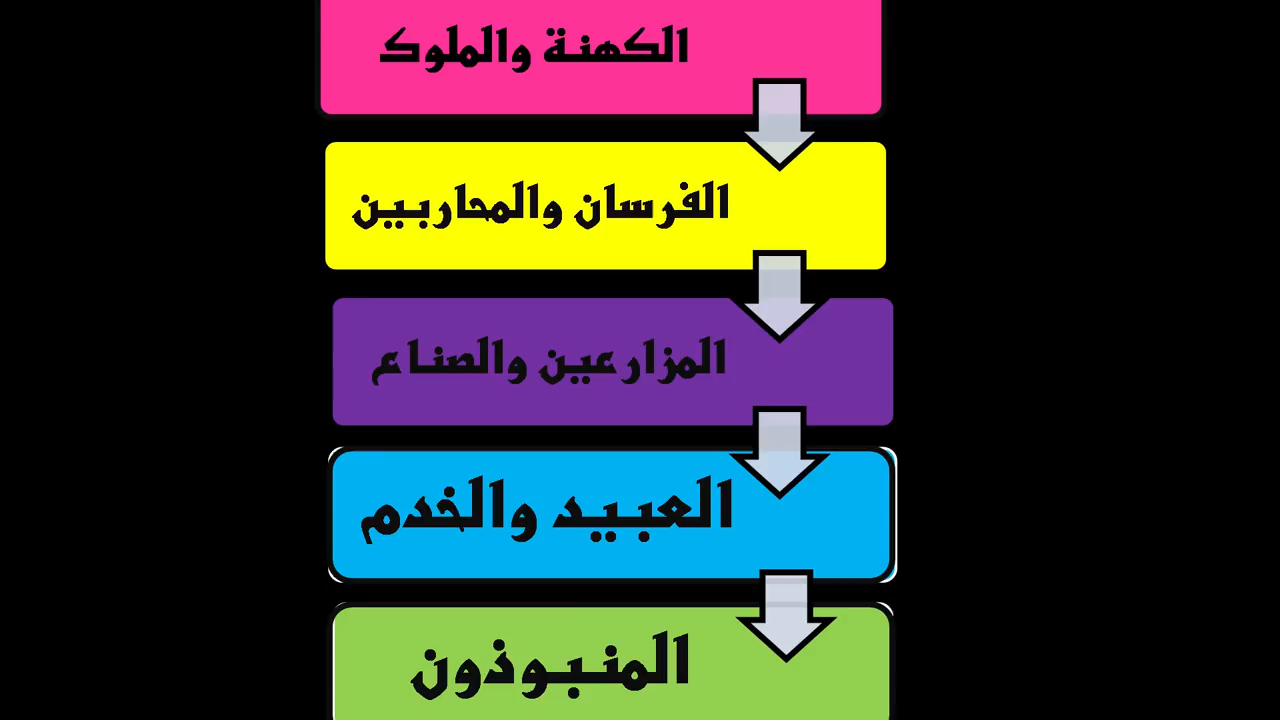 الكهنة والملوك
الفرسان والمحاربين
المزارعين والصناع
العبيد والخدم
المنبوذون